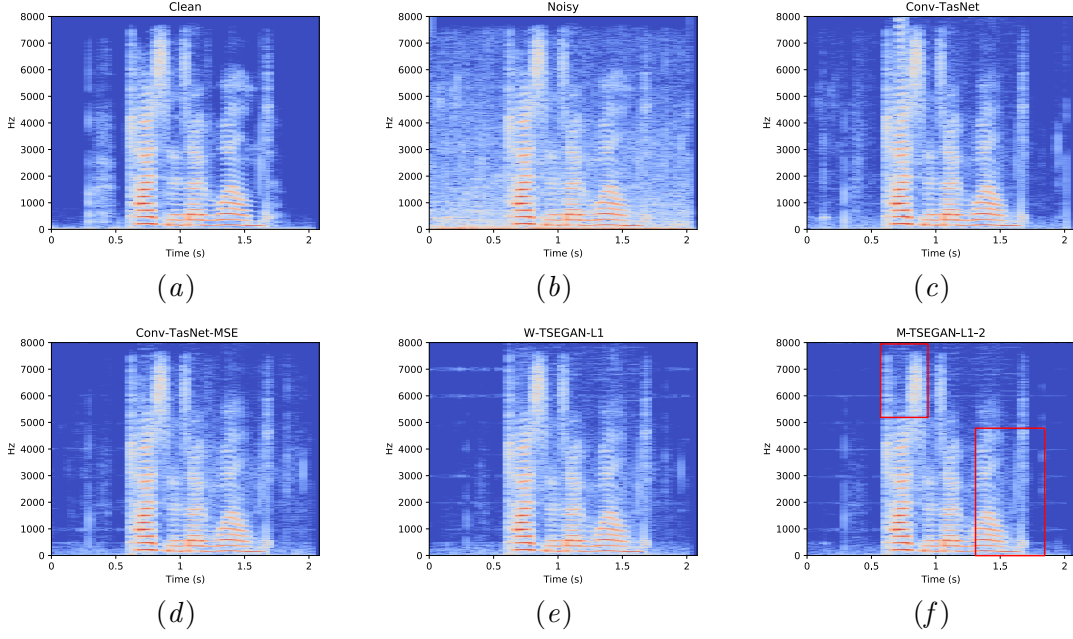 Clean
8000
7000
6000
5000
4000
3000
2000
1000
0
Hz
0 0.5 1 1.5 2
Time (s)
(a)
Noisy
8000
7000
6000
5000
4000
3000
2000
1000
0
Hz
0 0.5 1 1.5 2
Time (s)
(b)
Conv-TasNet
8000
7000
6000
5000
4000
3000
2000
1000
0
Hz
0 0.5 1 1.5 2
Time (s)
(c)
Conv-TasNet-MSE
8000
7000
6000
5000
4000
3000
2000
1000
0
Hz
0 0.5 1 1.5 2
Time (s)
(d)
W-TSEGAN-L1
8000
7000
6000
5000
4000
3000
2000
1000
0
Hz
0 0.5 1 1.5 2
Time (s)
(e)
M-TSEGAN-L1-2
8000
7000
6000
5000
4000
3000
2000
1000
0
Hz
0 0.5 1 1.5 2
Time (s)
(f)